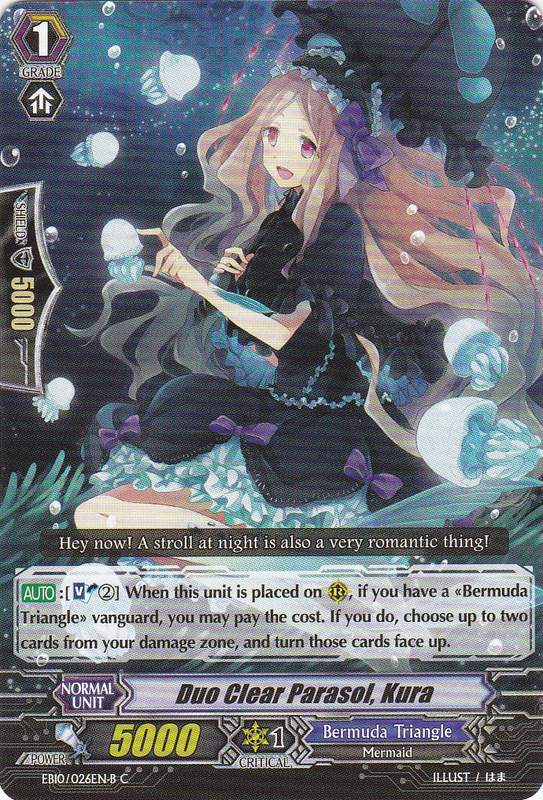 1
GRADE
SHIELD
5000
Hey now! A stroll at night is also a very romantic thing!
AUTO :[ V ②] When this unit is placed on R, if you have a «Bermuda
Triangle» vanguard, you may pay the cost. If you do, choose up to two
cards from your damage zone, and turn those cards face up.
NORMAL
UNIT
Duo Clear Parasol, Kura
POWER
5000
1
CRITICAL
Bermuda Triangle
Mermaid
EB10/026EN-B C
ILLUST / はま